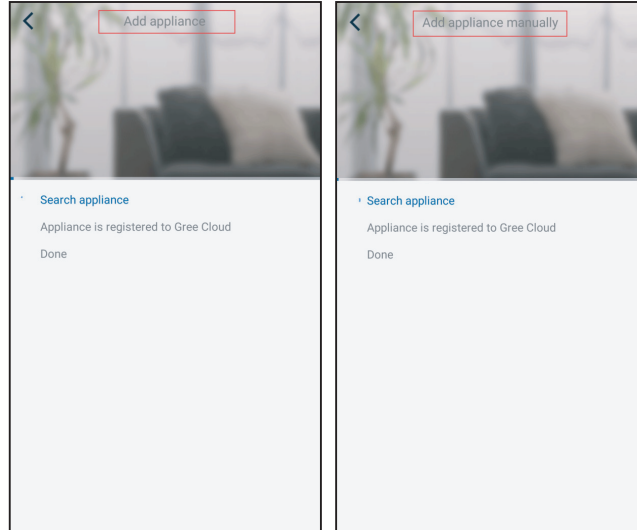 Add appliance
Search appliance
Appliance is registered to Gree Cloud
Done
Add appliance manually
Search appliance
Appliance is registered to Gree Cloud
Done